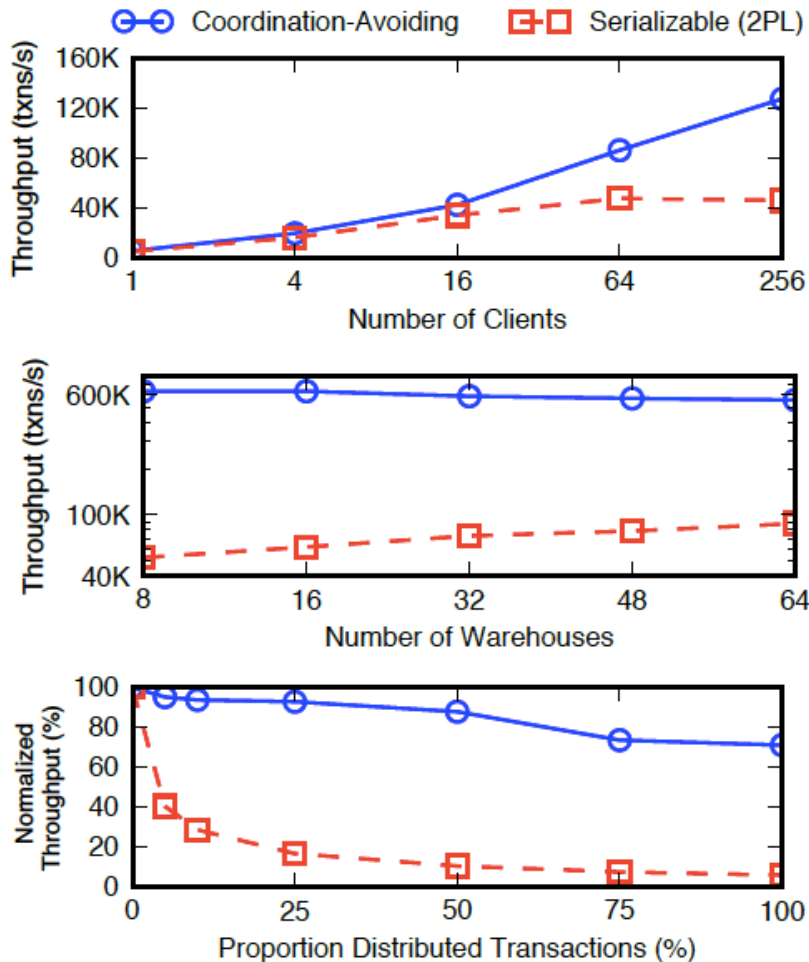 Coordination-Avoiding Serializable (2PL)
160K
120K
80K
40K
0
Throughput (txns/s)
1 4 16 64 256
Number of Clients
600K
100K
40K
Throughput (txns/s)
8 16 32 48 64
Number of Warehouses
100
80
60
40
20
0
Normalized
Throughput (%)
0 25 50 75 100
Proportion Distributed Transactions (%)